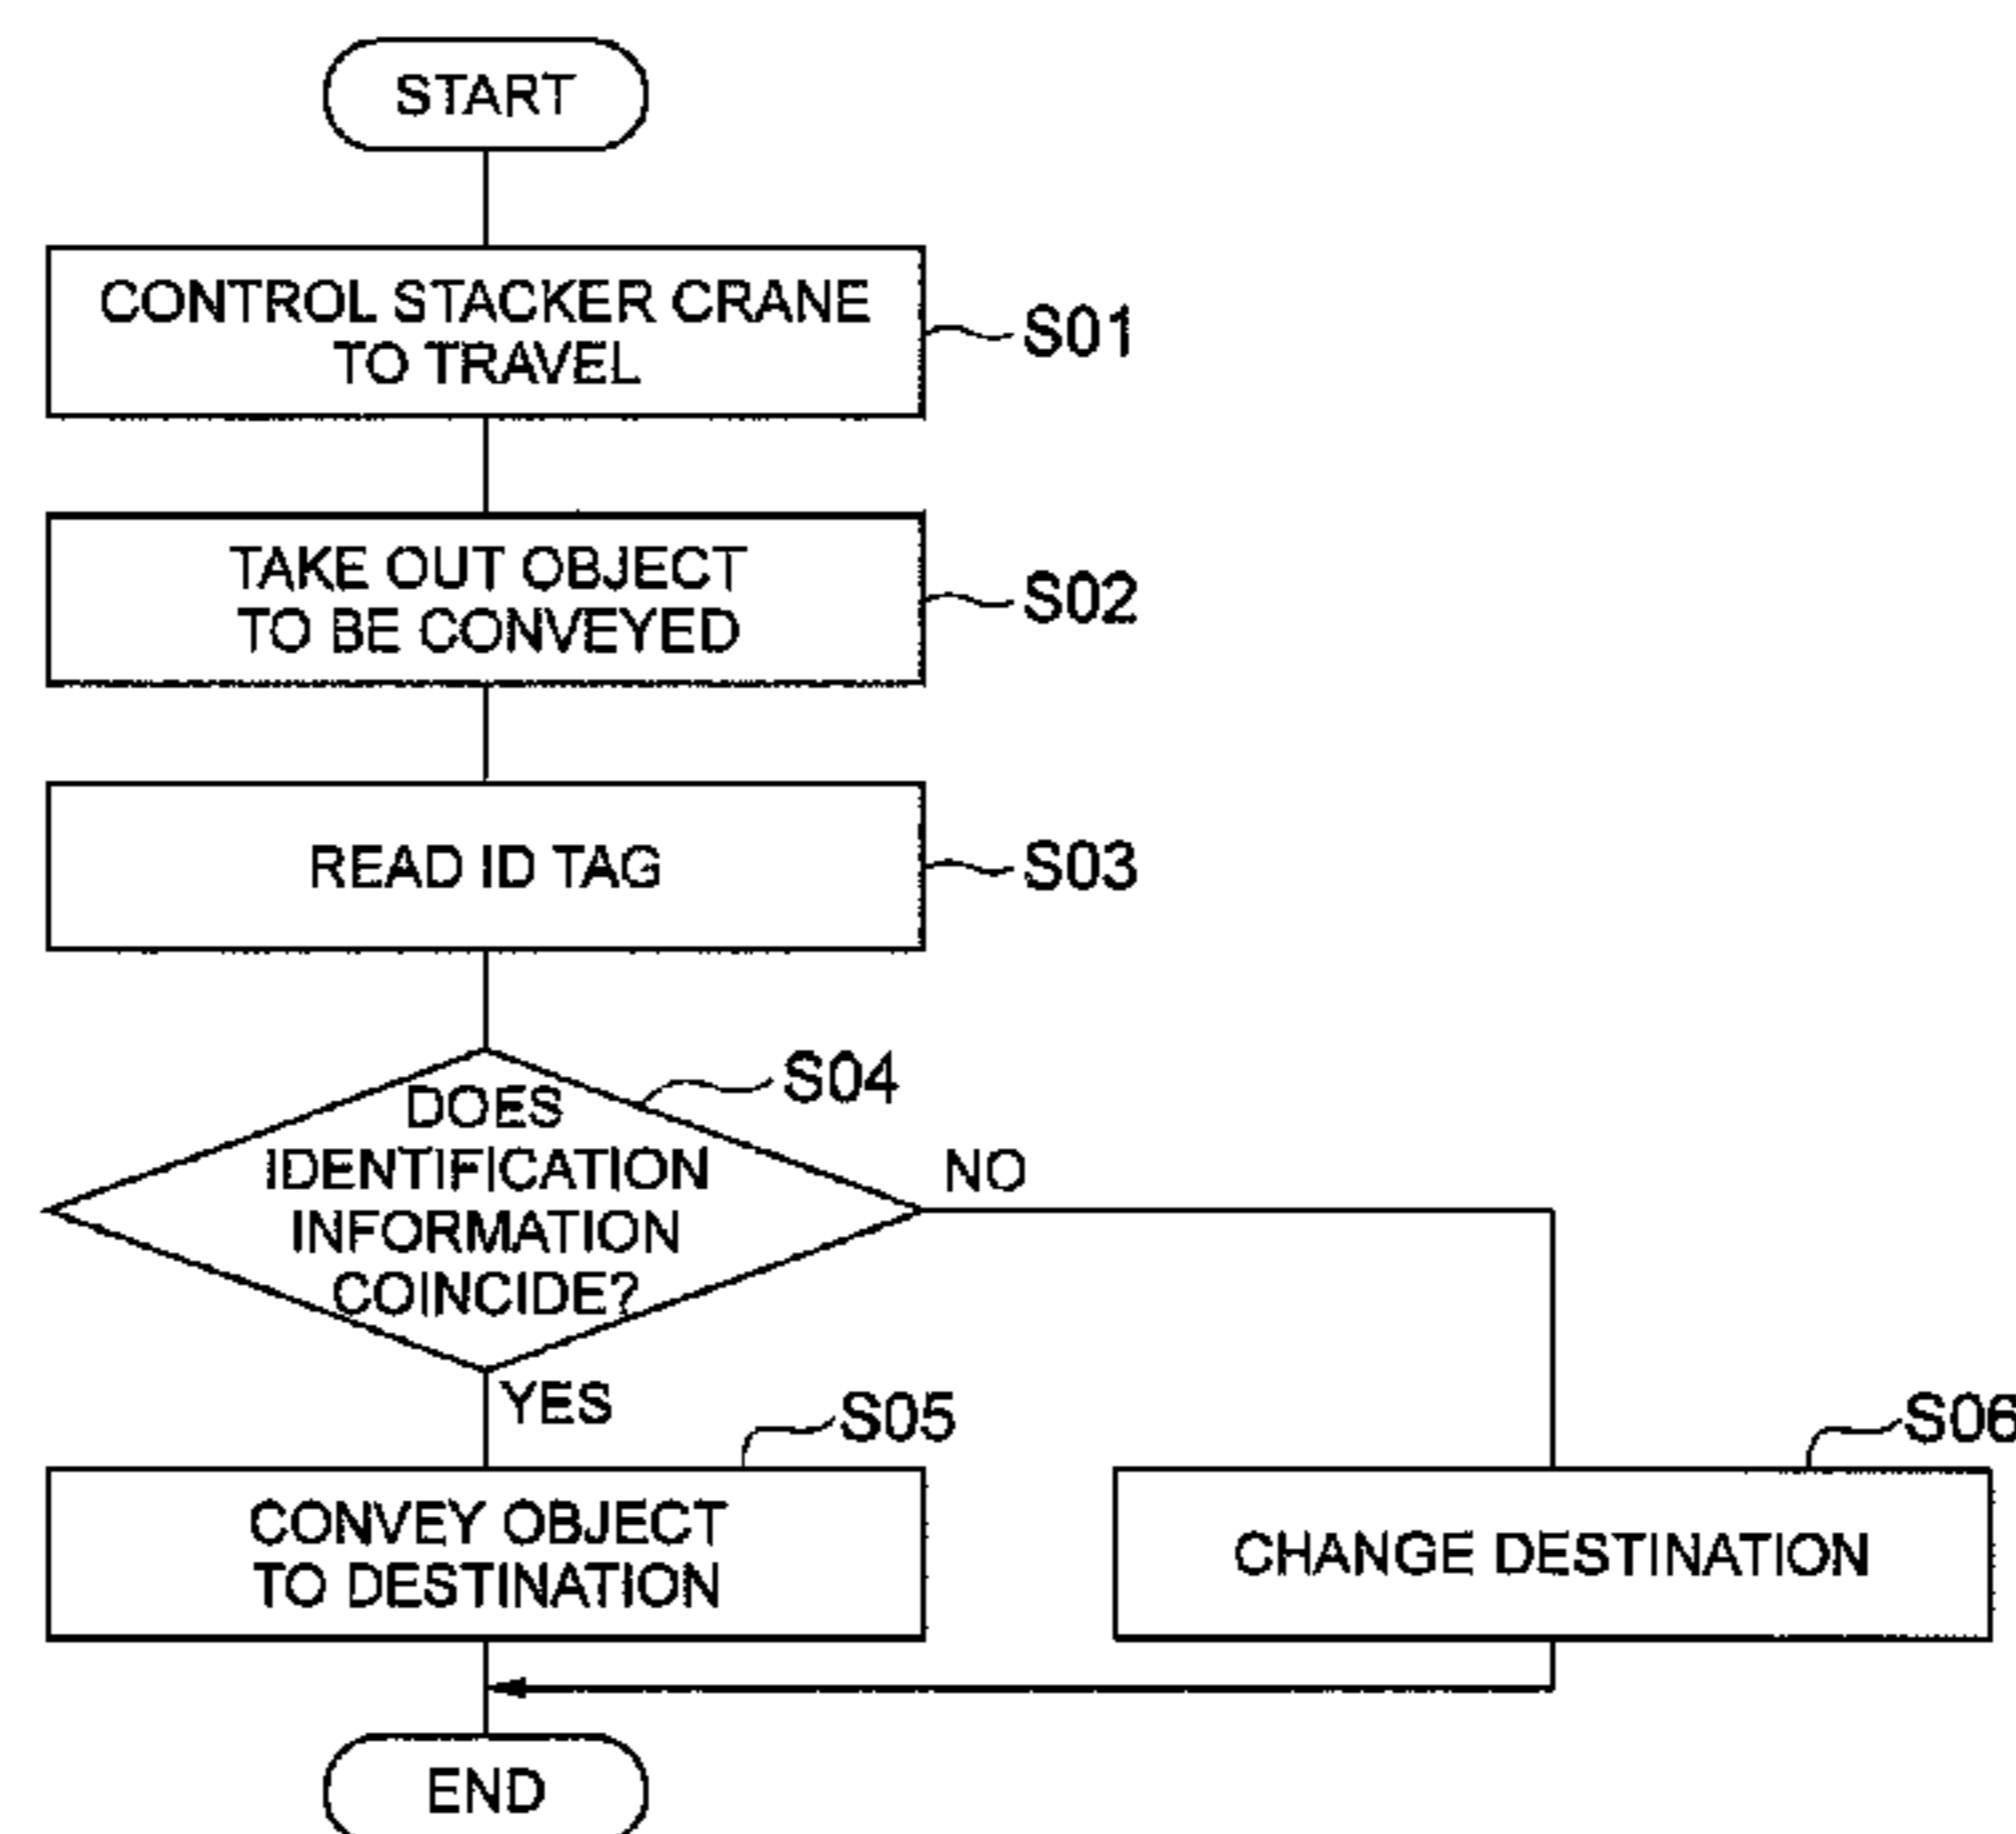 START
CONTROL STACKER CRANE
TO TRAVEL
S01
TAKE OUT OBJECT
TO BE CONVEYED
S02
READ ID TAG
S03
S04
DOES
IDENTIFICATION
INFORMATION
COINCIDE?
NO
YES
S05
CONVEY OBJECT
TO DESTINATION
S06
CHANGE DESTINATION
END